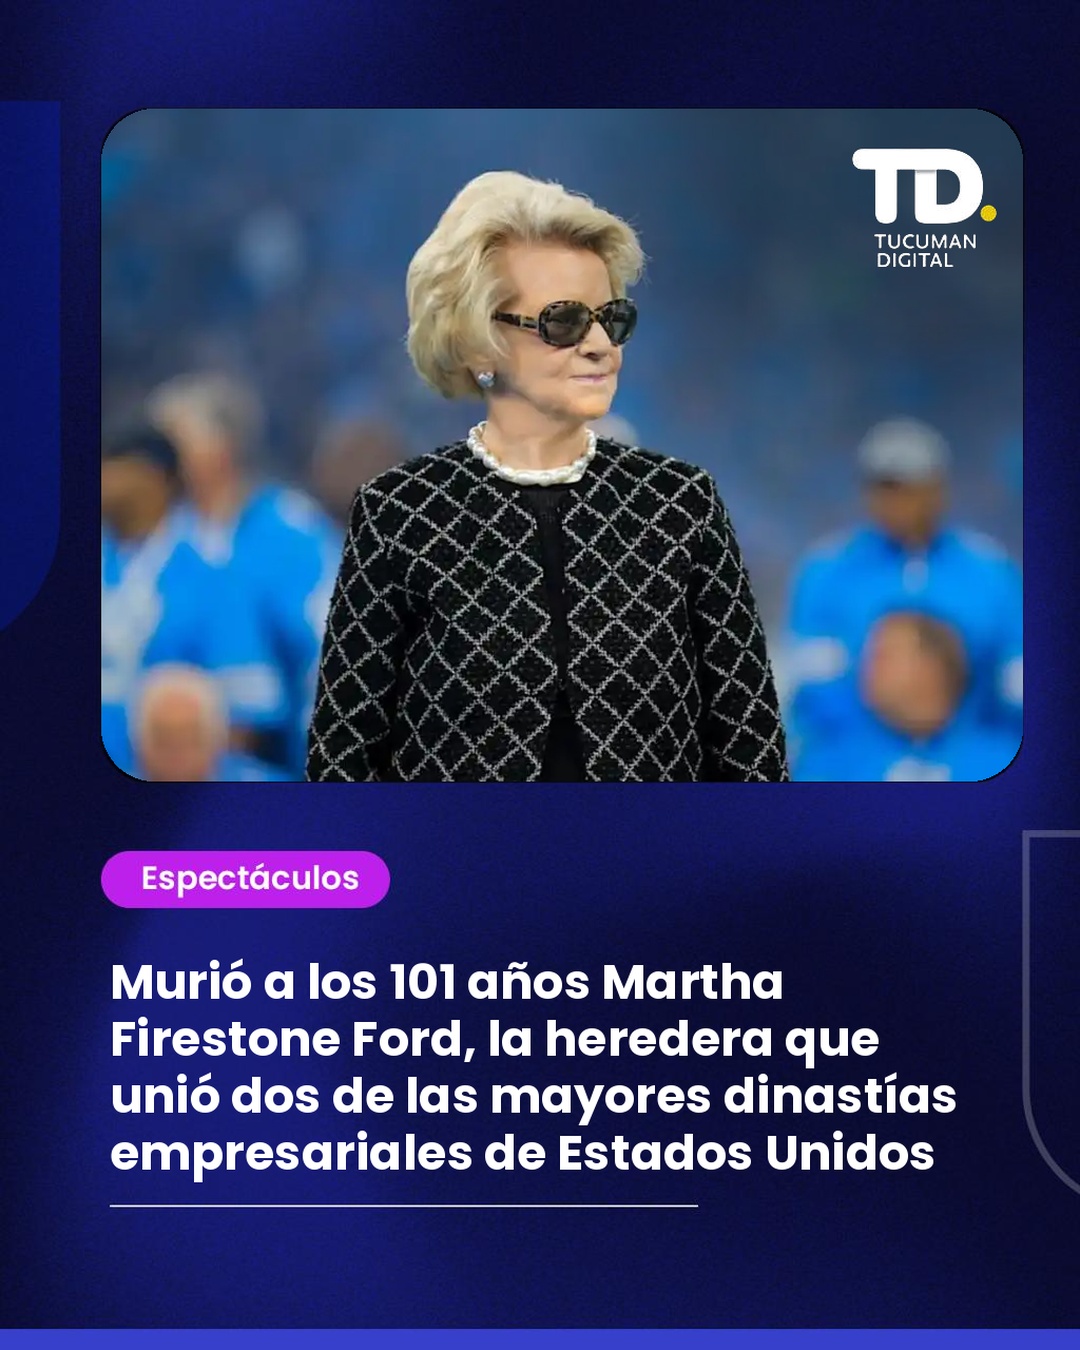 TD.
TUCUMAN
DIGITAL
Espectáculos
Murió a los 101 años Martha
Firestone Ford, la heredera que
unió dos de las mayores dinastías
empresariales de Estados Unidos